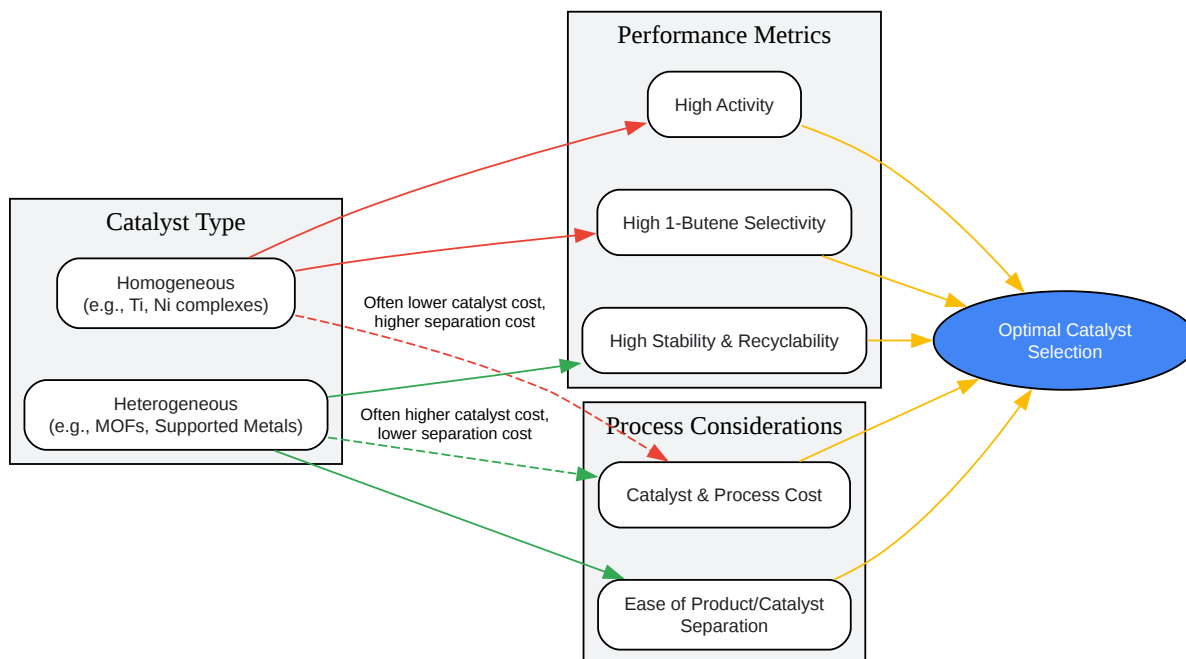 Performance Metrics
High Activity
High 1-Butene Selectivity
High Stability & Recyclability
Catalyst Type
Homogeneous
(e.g., Ti, Ni complexes)
Heterogeneous
(e.g., MOFs, Supported Metals)
Often lower catalyst cost,
higher separation cost
Often higher catalyst cost,
lower separation cost
Process Considerations
Catalyst & Process Cost
Ease of Product/Catalyst
Separation
Optimal Catalyst
Selection